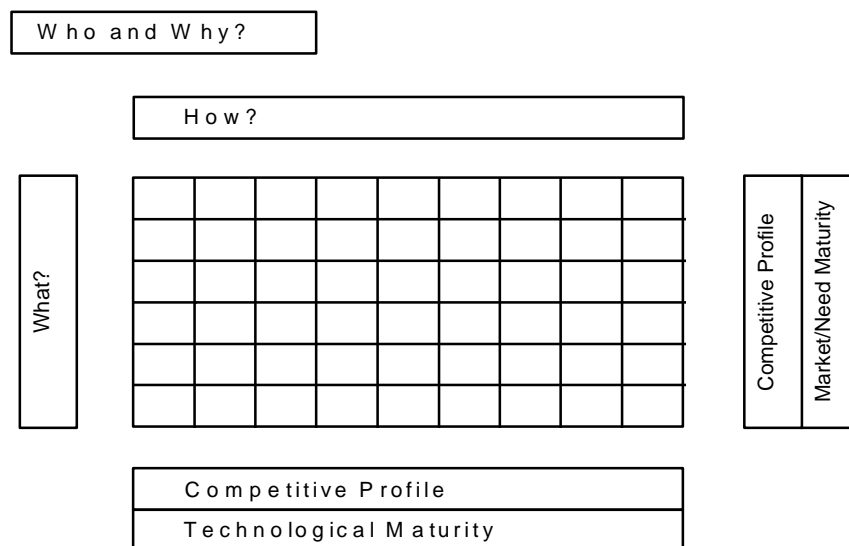 Who and Why?
How?
What?
Competitive Profile
Market/Need Maturity
Competitive Profile
Technological Maturity